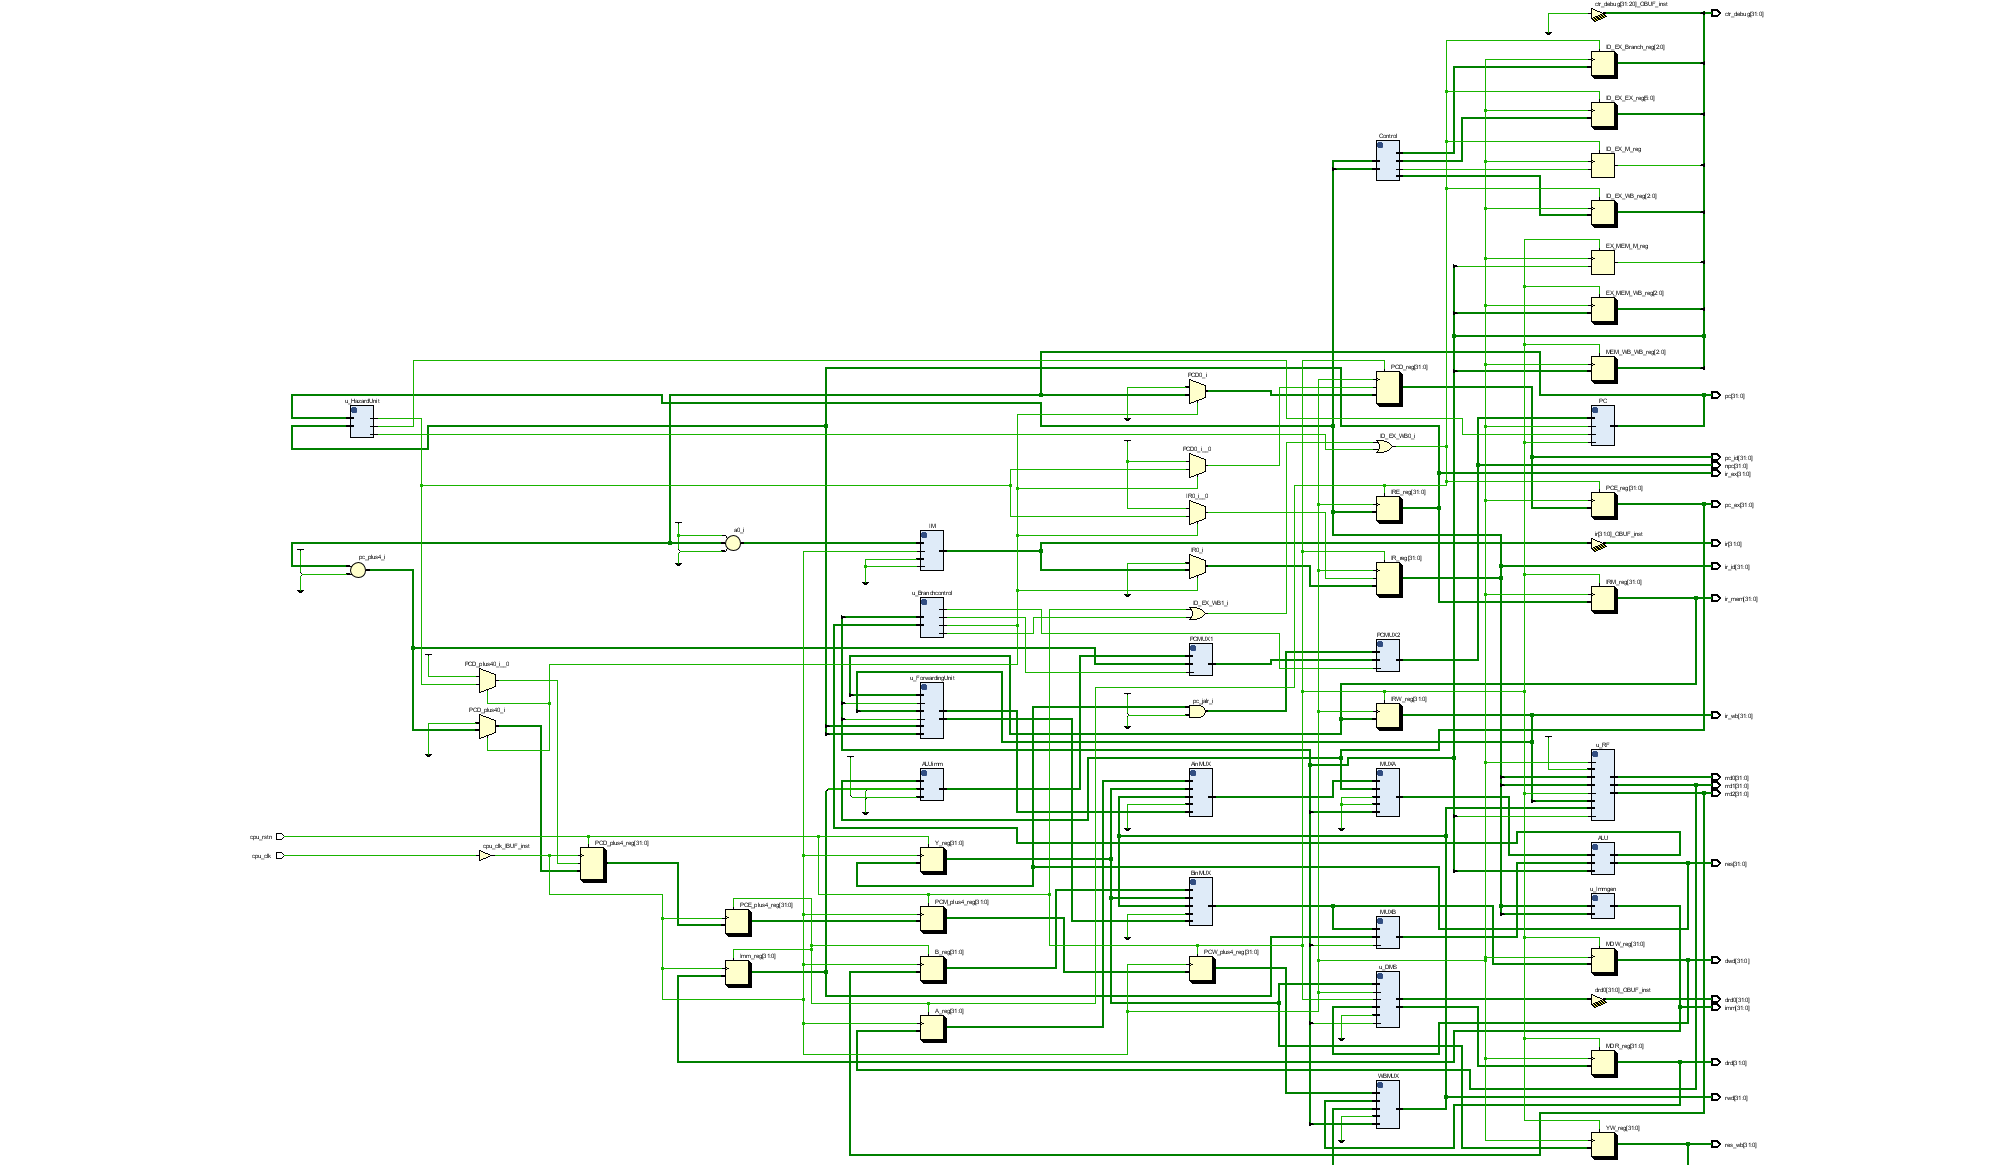 ctr_debug[31:20]_OBUF_inst
ctr_debug[31:0]
ID_EX_Branch_reg[2:0]
ID_EX_EX_reg[5:0]
Control
ID_EX_M_reg
ID_EX_WB_reg[2:0]
EX_MEM_M_reg
EX_MEM_WB_reg[2:0]
MEM_WB_WB_reg[2:0]
PCD_reg[31:0]
PCD0_i
u_HazardUnit
PC
pc[31:0]
ID_EX_WB0_i
PCD0_i__0
pc_id[31:0]
npc[31:0]
ir_ex[31:0]
PCE_reg[31:0]
IRE_reg[31:0]
IR0_i__0
pc_ex[31:0]
IM
a0_i
ir[31:0]_OBUF_inst
ir[31:0]
IR0_i
pc_plus4_i
IR_reg[31:0]
ir_id[31:0]
IRM_reg[31:0]
u_Branchcontrol
ir_mem[31:0]
ID_EX_WB1_i
PCMUX1
PCMUX2
PCD_plus40_i__0
u_ForwardingUnit
pc_jalr_i
IRW_reg[31:0]
PCD_plus40_i
ir_wb[31:0]
u_RF
ALUimm
AinMUX
MUXA
rd0[31:0]
rd1[31:0]
rd2[31:0]
cpu_rstn
PCD_plus4_reg[31:0]
Y_reg[31:0]
ALU
cpu_clk_IBUF_inst
cpu_clk
res[31:0]
BinMUX
u_Immgen
PCE_plus4_reg[31:0]
PCM_plus4_reg[31:0]
MUXB
Imm_reg[31:0]
B_reg[31:0]
PCW_plus4_reg[31:0]
MDW_reg[31:0]
dwd[31:0]
u_DMS
drd0[31:0]_OBUF_inst
drd0[31:0]
imm[31:0]
A_reg[31:0]
MDR_reg[31:0]
drd[31:0]
WBMUX
rwd[31:0]
YW_reg[31:0]
res_wb[31:0]